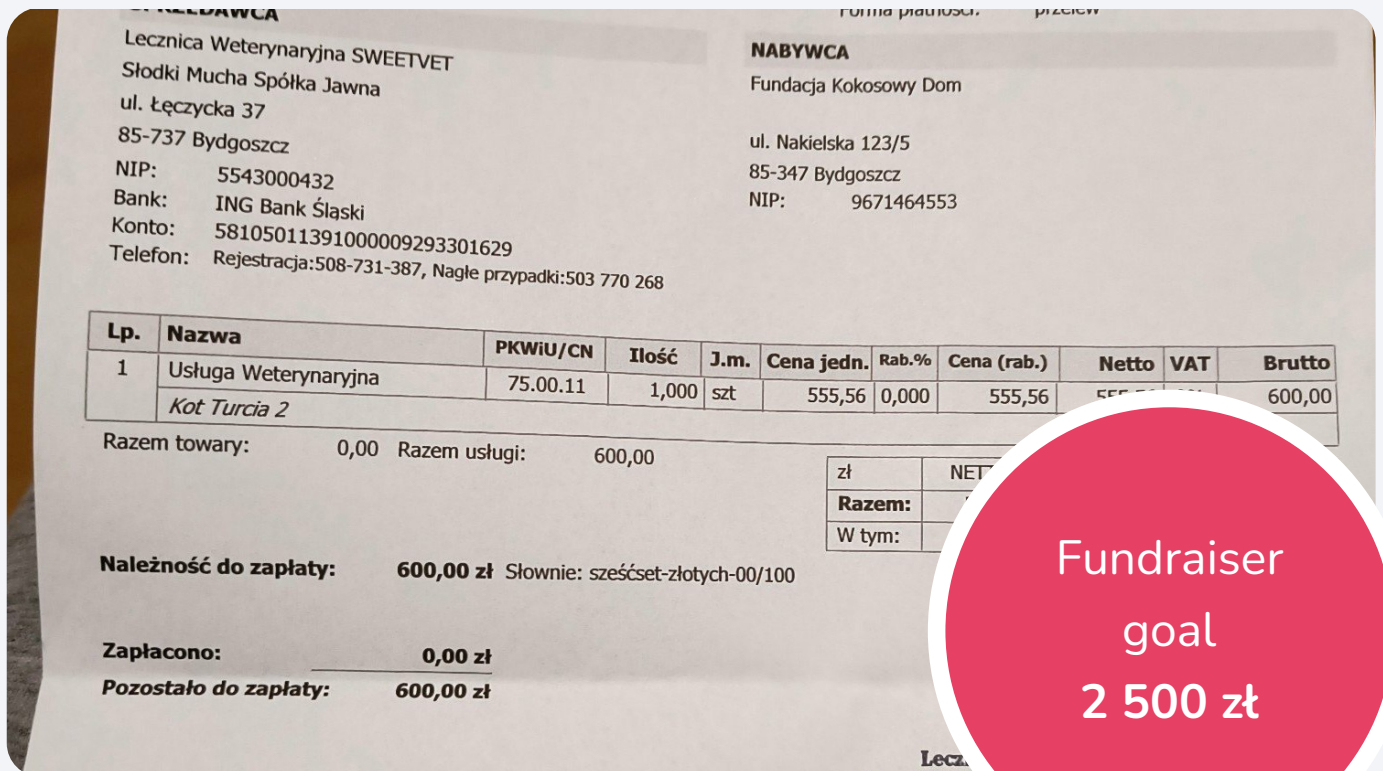 SPRZEDAWCA
Forma płatności: przelew
Lecznica Weterynaryjna SWEETVET
Słodki Mucha Spółka Jawna
ul. Łęczycka 37
85-737 Bydgoszcz
NIP: 5543000432
Bank: ING Bank Śląski
Konto: 58105011391000009293301629
Telefon: Rejestracja:508-731-387, Nagłe przypadki:503 770 268
NABYWCA
Fundacja Kokosowy Dom
ul. Nakielska 123/5
85-347 Bydgoszcz
NIP: 9671464553
Lp. Nazwa PKWiU/CN Ilość J.m. Cena jedn. Rab.% Cena (rab.) Netto VAT Brutto
1 Usługa Weterynaryjna 75.00.11 1,000 szt 555,56 0,000 555,56 600,00
Kot Turcia 2
Razem towary: 0,00 Razem usługi: 600,00
zł
Razem:
W tym:
Należność do zapłaty: 600,00 zł Słownie: sześćset-złotych-00/100
Zapłacono: 0,00 zł
Pozostało do zapłaty: 600,00 zł
Fundraiser
goal
2 500 zł